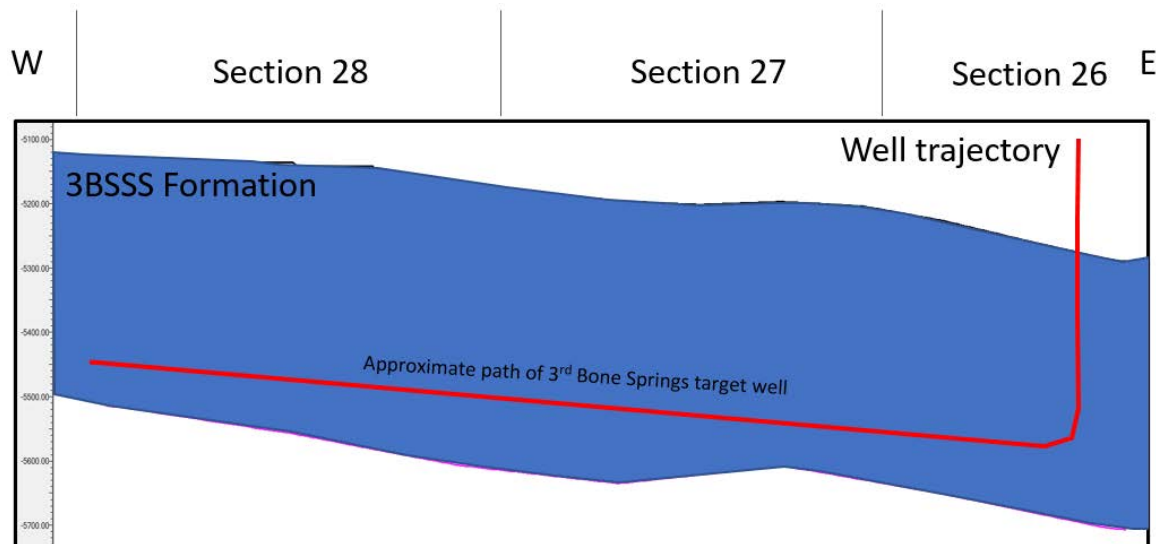 W
Section 28
Section 27
Section 26
E
Well trajectory
3BSSS Formation
Approximate path of 3rd Bone Springs target well
-5100.00
-5200.00
-5300.00
-5400.00
-5500.00
-5600.00
-5700.00